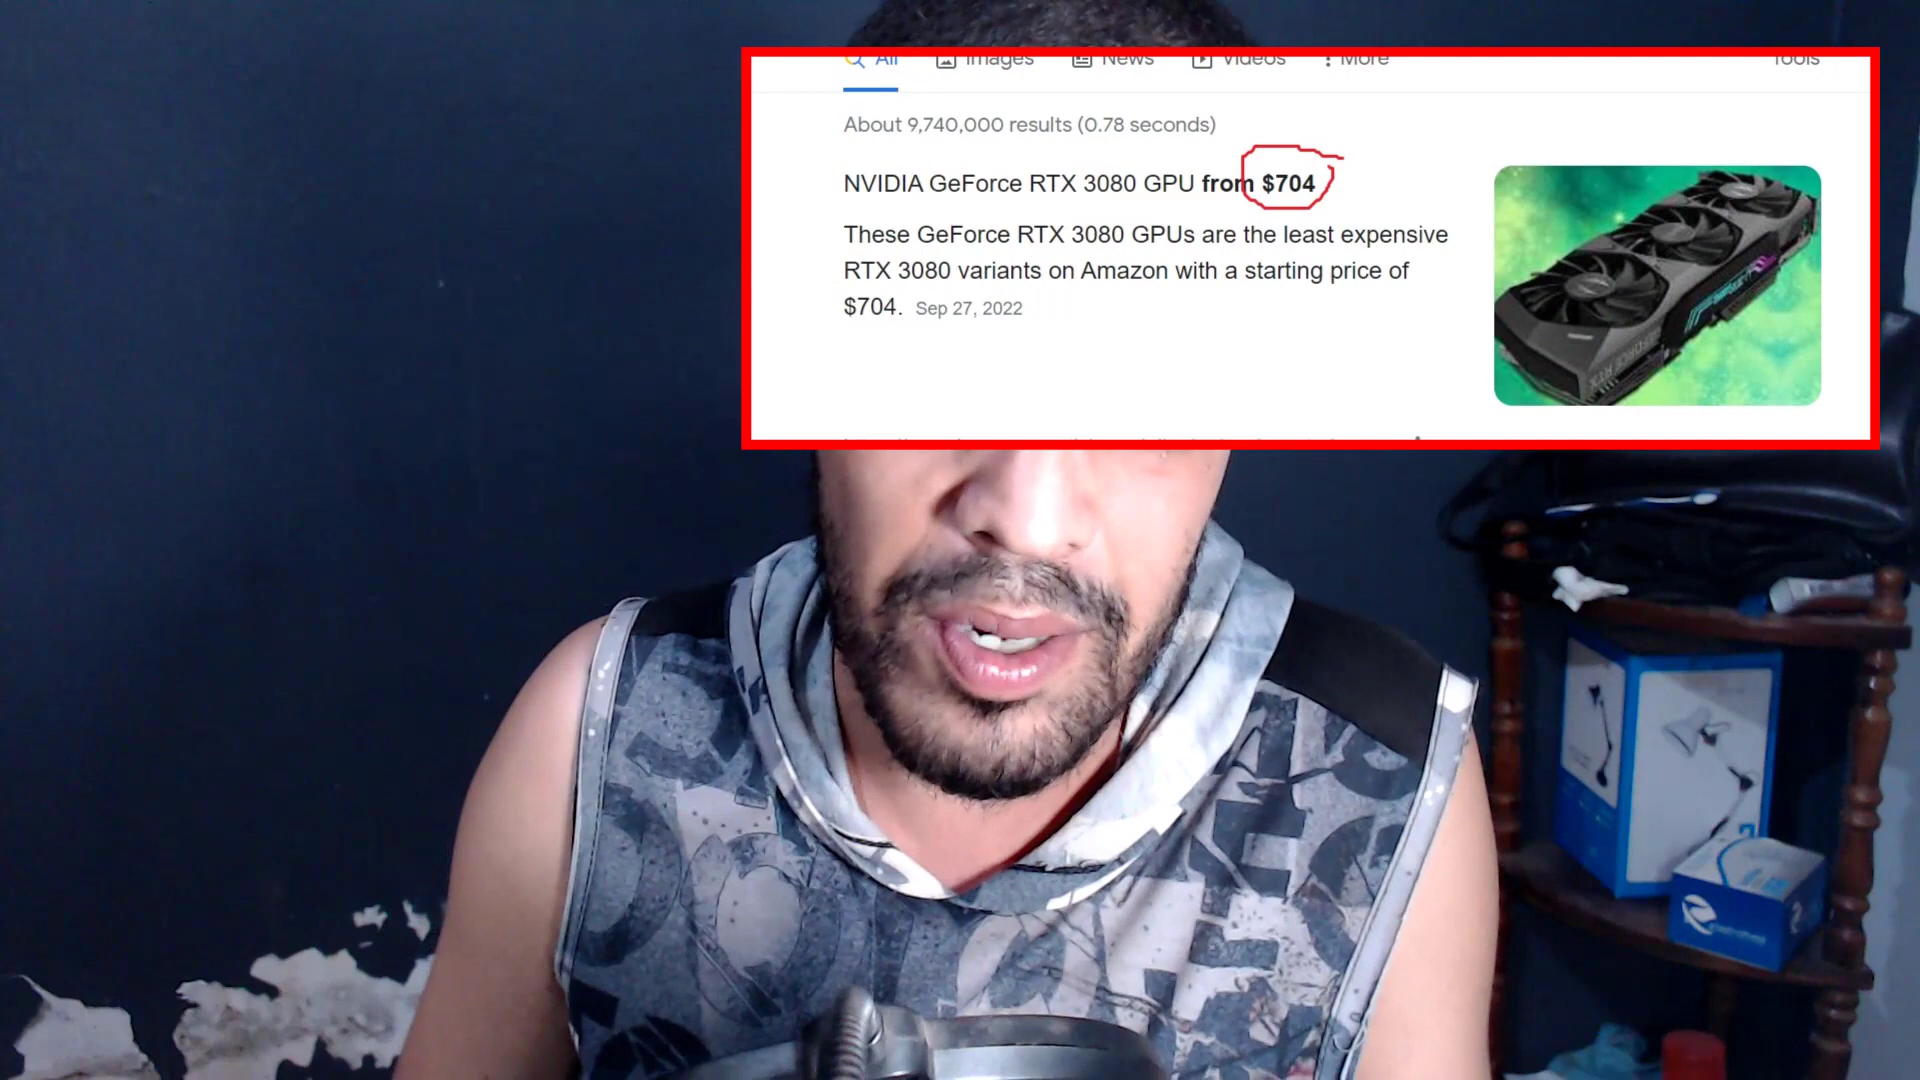 All Images News Videos More Tools
About 9,740,000 results (0.78 seconds)
NVIDIA GeForce RTX 3080 GPU from $704
These GeForce RTX 3080 GPUs are the least expensive
RTX 3080 variants on Amazon with a starting price of
$704. Sep 27, 2022